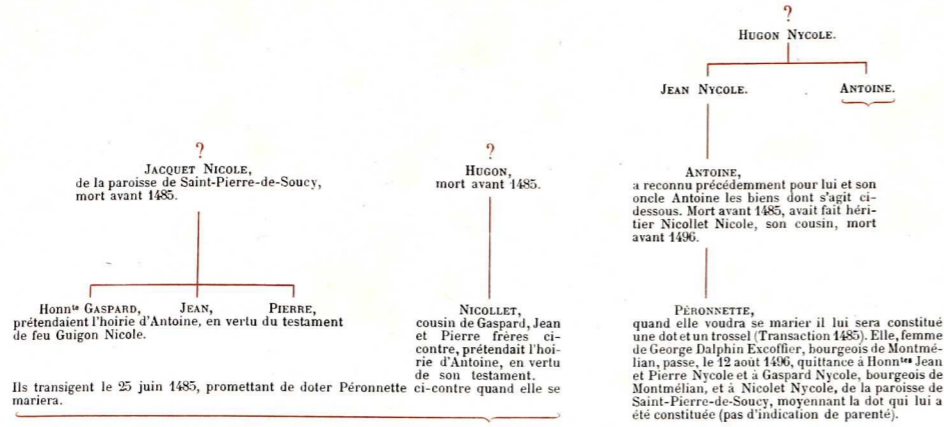 ?
HUGON NYCOLE.
JEAN NYCOLE.
ANTOINE.
?
JACQUET NICOLE,
de la paroisse de Saint-Pierre-de-Soucy,
mort avant 1485.
?
HUGON,
mort avant 1485.
ANTOINE,
a reconnu précédemment pour lui et son
oncle Antoine les biens dont s'agit ci-
dessous. Mort avant 1485, avait fait héri-
tier Nicollet Nicole, son cousin, mort
avant 1496.
Honnte GASPARD, JEAN, PIERRE,
prétendaient l'hoirie d'Antoine, en vertu du testament
de feu Guigon Nicole.
NICOLLET,
cousin de Gaspard, Jean
et Pierre frères ci-
contre, prétendait l'hoi-
rie d'Antoine, en vertu
de son testament.
Ils transigent le 25 juin 1485, promettant de doter Péronnette ci-contre quand elle se
mariera.
PÉRONNETTE,
quand elle voudra se marier il lui sera constitué
une dot et un trossel (Transaction 1485). Elle, femme
de George Dalphin Excoffier, bourgeois de Montmé-
lian, passe, le 12 août 1496, quittance à Honntes Jean
et Pierre Nycole et à Gaspard Nycole, bourgeois de
Montmélian, et à Nicolet Nycole, de la paroisse de
Saint-Pierre-de-Soucy, moyennant la dot qui lui a
été constituée (pas d'indication de parenté).